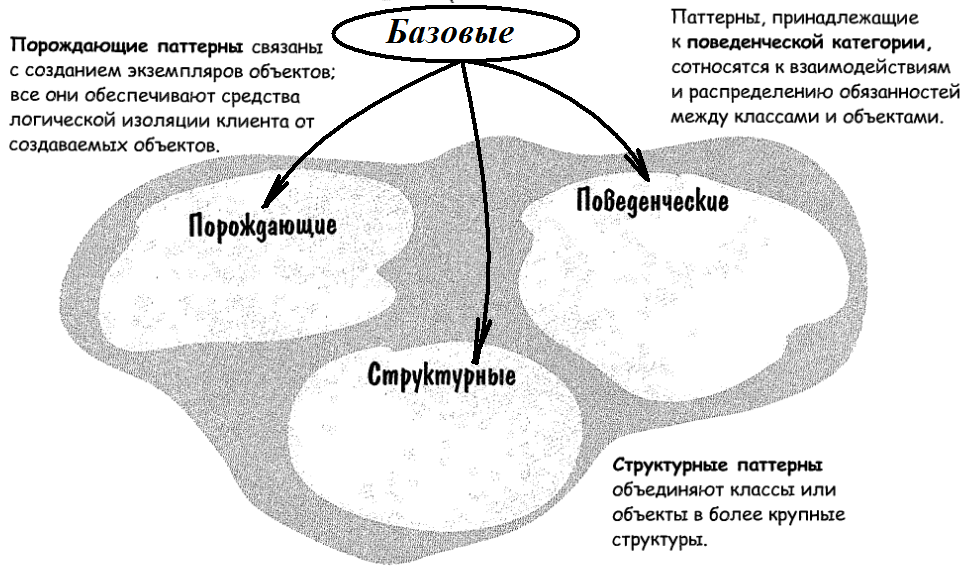 Базовые
Порождающие паттерны связаны
с созданием экземпляров объектов;
все они обеспечивают средства
логической изоляции клиента от
создаваемых объектов.
Паттерны, принадлежащие
к поведенческой категории,
сотносятся к взаимодействиям
и распределению обязанностей
между классами и объектами.
Порождающие
Поведенческие
Структурные
Структурные паттерны
объединяют классы или
объекты в более крупные
структуры.